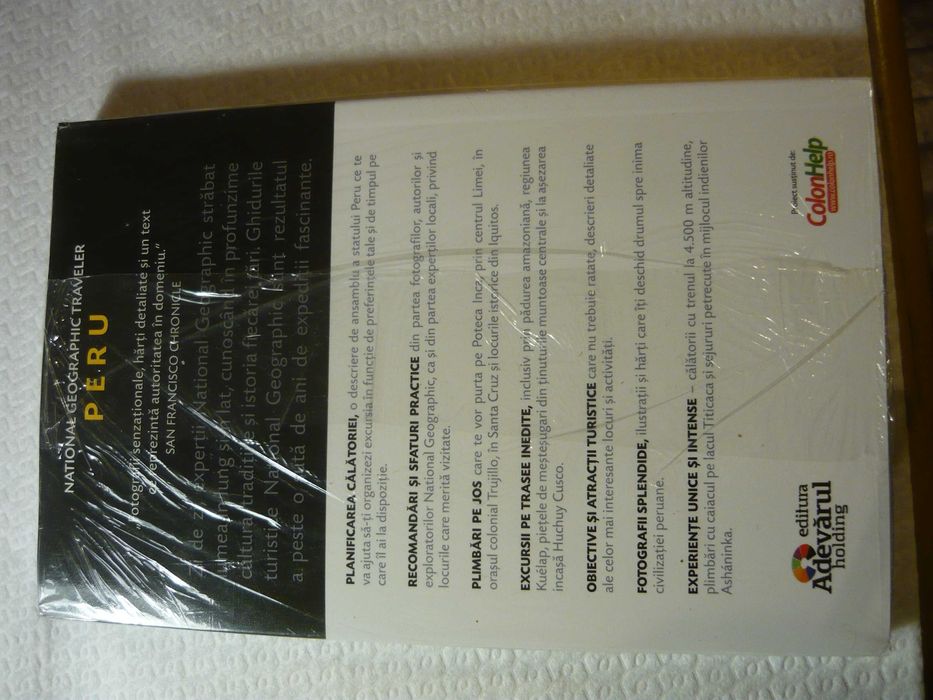 NATIONAL GEOGRAPHIC TRAVELER
PERU
Fotografii senzaționale, hărți detaliate și un text
ce reprezintă autoritatea în domeniu.”
SAN FRANCISCO CHRONICLE
de experții National Geographic străbat
lumea în lung și în lat, cunoscând în profunzime
cultura, tradițiile și istoria fiecărei țări. Ghidurile
turistice National Geographic sunt rezultatul
a peste o sută de ani de expediții fascinante.
PLANIFICAREA CĂLĂTORIEI, o descriere de ansamblu a statului Peru ce te
va ajuta să-ți organizezi excursia în funcție de preferințele tale și de timpul pe
care îl ai la dispoziție.
RECOMANDĂRI ȘI SFATURI PRACTICE din partea fotografilor, autorilor și
exploratorilor National Geographic, ca și din partea experților locali, privind
locurile care merită vizitate.
PLIMBĂRI PE JOS care te vor purta pe Poteca Incă, prin centrul Limei, în
orașul colonial Trujillo, în Santa Cruz și locurile istorice din Iquitos.
EXCURSII PE TRASEE INEDITE, inclusiv prin pădurea amazoniană, regiunea
Kuélap, piețele de meșteșugari din ținuturile muntoase centrale și la așezarea
incașă Huchuy Cusco.
OBIECTIVE ȘI ATRACȚII TURISTICE care nu trebuie ratate, descrieri detaliate
ale celor mai interesante locuri și activități.
FOTOGRAFII SPLENDIDE, ilustrații și hărți care îți deschid drumul spre inima
civilizației peruane.
EXPERIENȚE UNICE ȘI INTENSE – călătorii cu trenul la 4.500 m altitudine,
plimbări cu caiacul pe lacul Titicaca și sejururi petrecute în mijlocul indienilor
Asháninka.
editura
Adevărul
holding
Proiect susținut de:
ColonHelp
www.colonhelp.ro